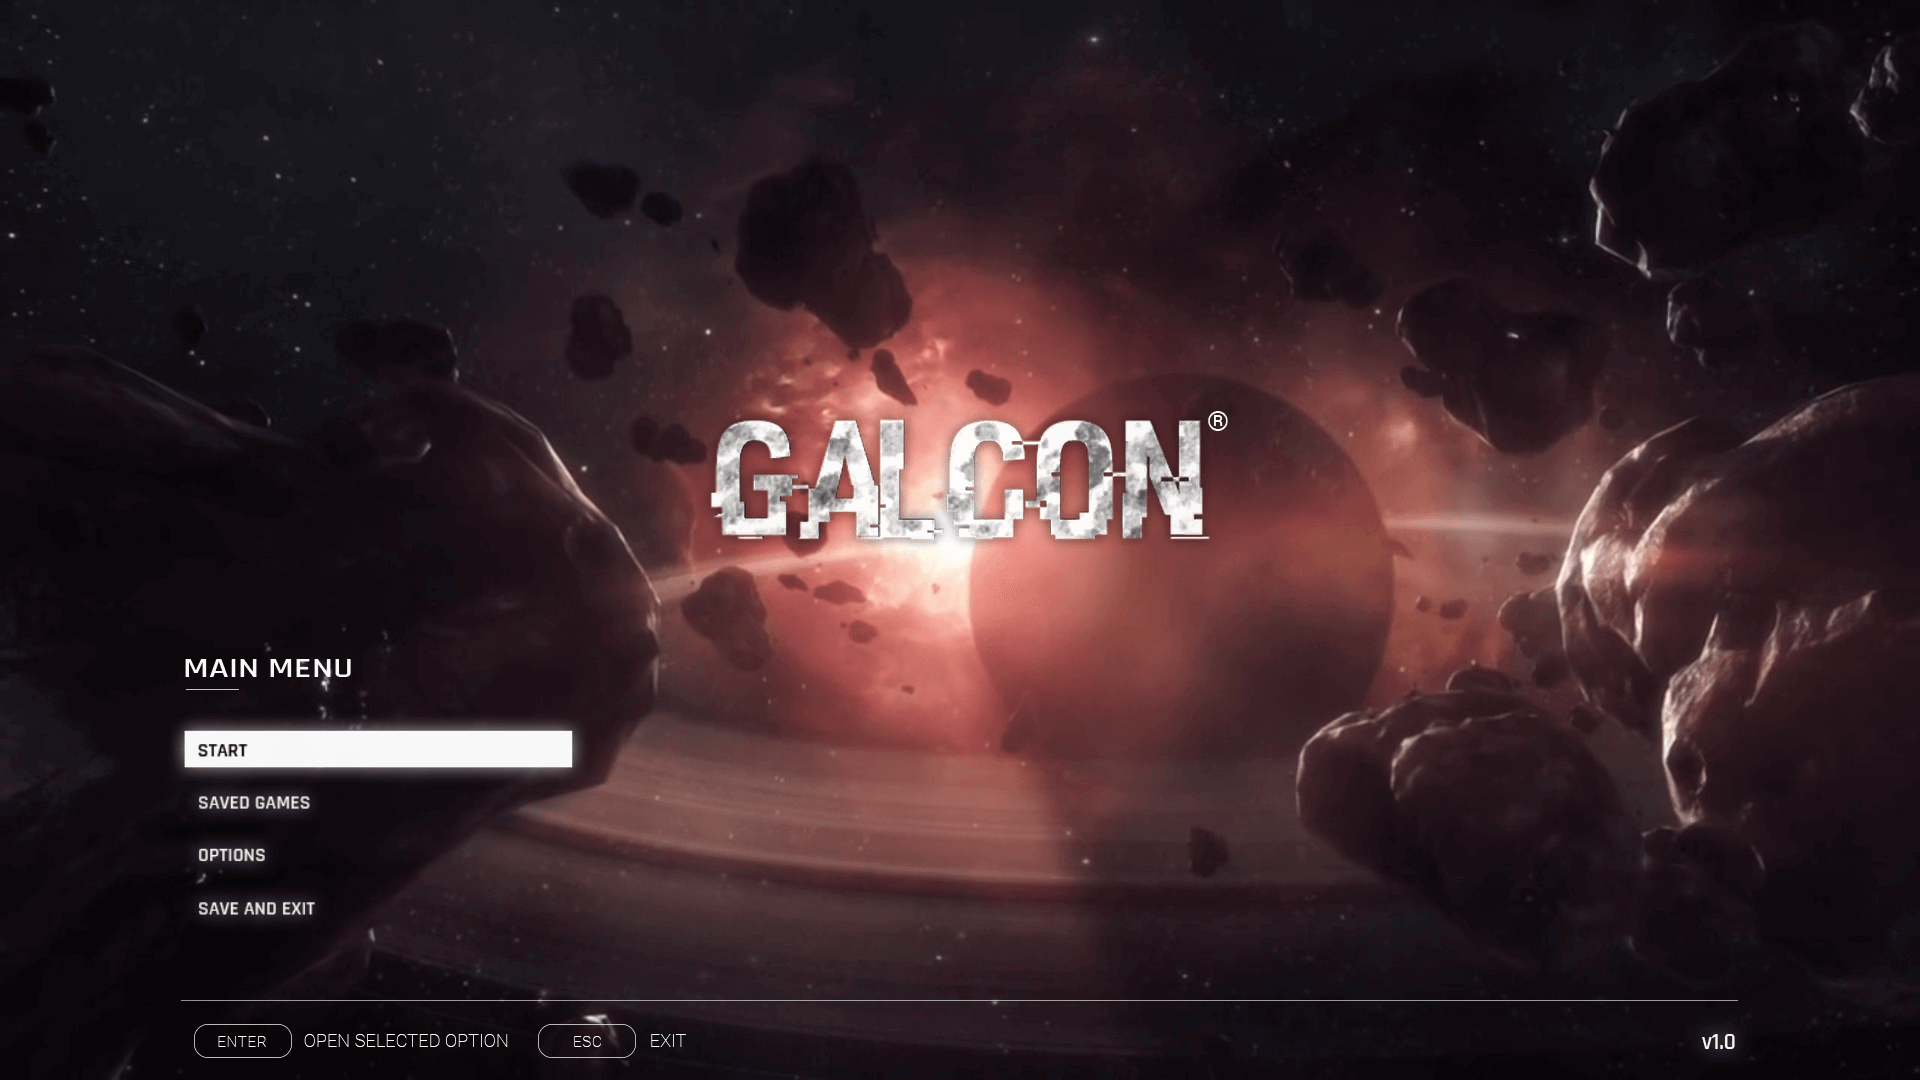 GALCON®
MAIN MENU
START
SAVED GAMES
OPTIONS
SAVE AND EXIT
ENTER OPEN SELECTED OPTION ESC EXIT v1.0